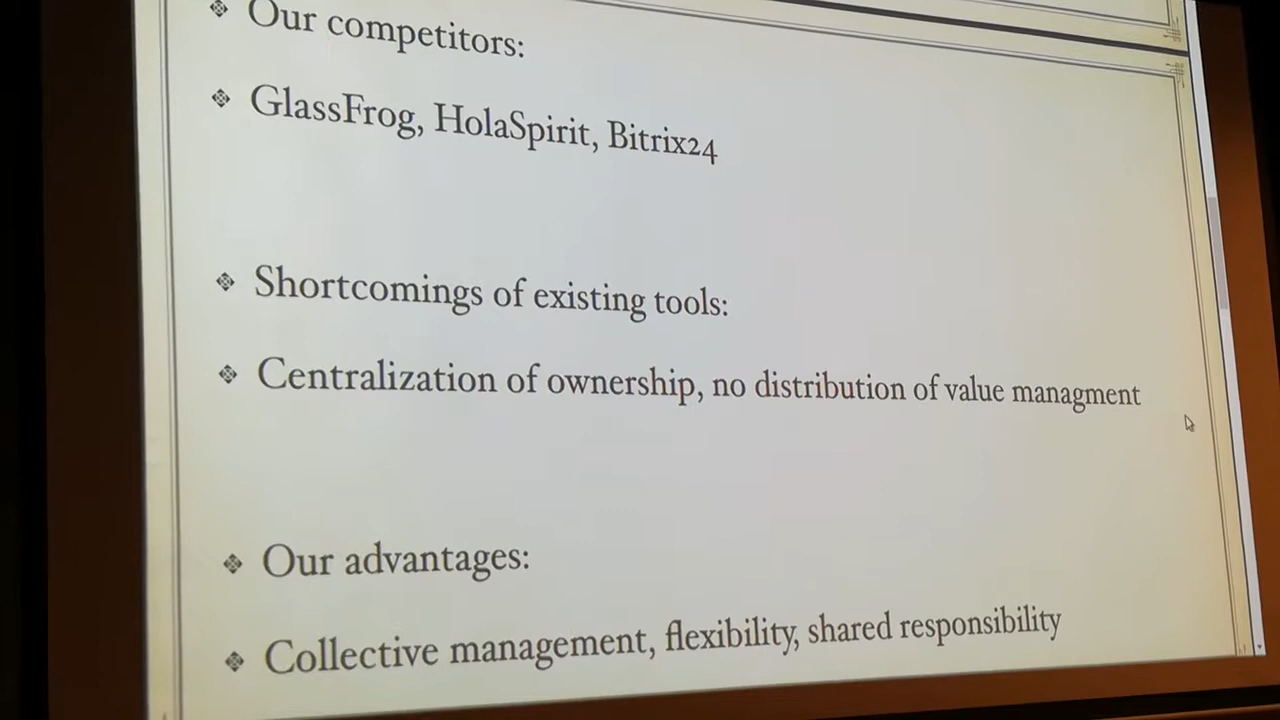 Our competitors:
GlassFrog, HolaSpirit, Bitrix24
Shortcomings of existing tools:
Centralization of ownership, no distribution of value managment
Our advantages:
Collective management, flexibility, shared responsibility